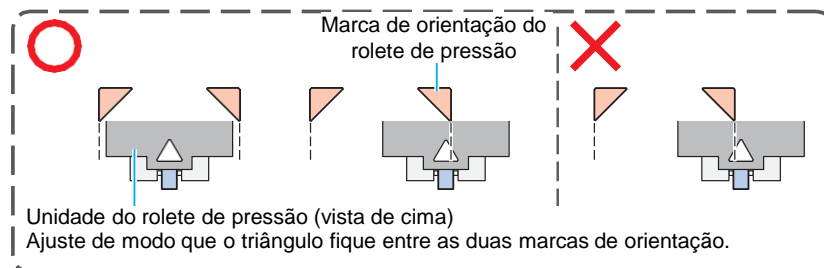 Marca de orientação do
rolete de pressão
Unidade do rolete de pressão (vista de cima)
Ajuste de modo que o triângulo fique entre as duas marcas de orientação.